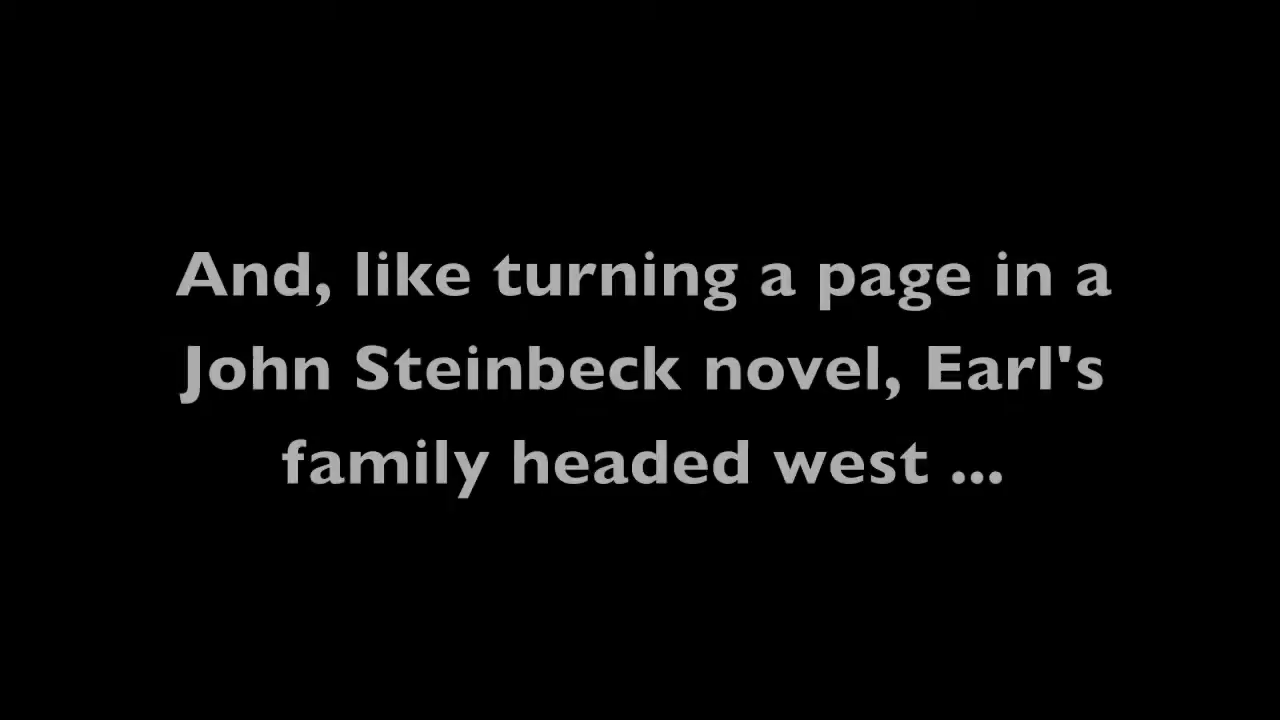 And, like turning a page in a
John Steinbeck novel, Earl's
family headed west ...